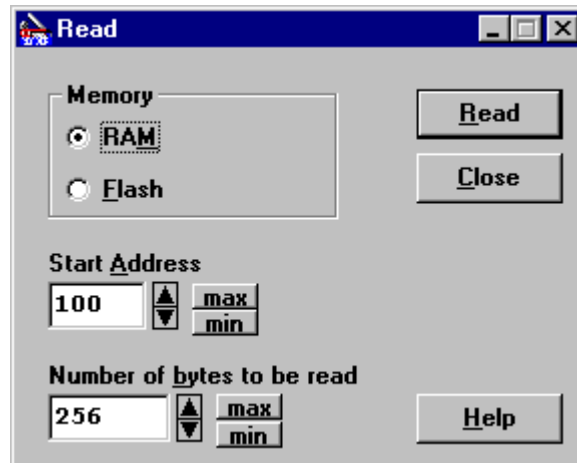 Read
Memory
RAM
Flash
Read
Close
Start Address
100
max
min
Number of bytes to be read
256
max
min
Help